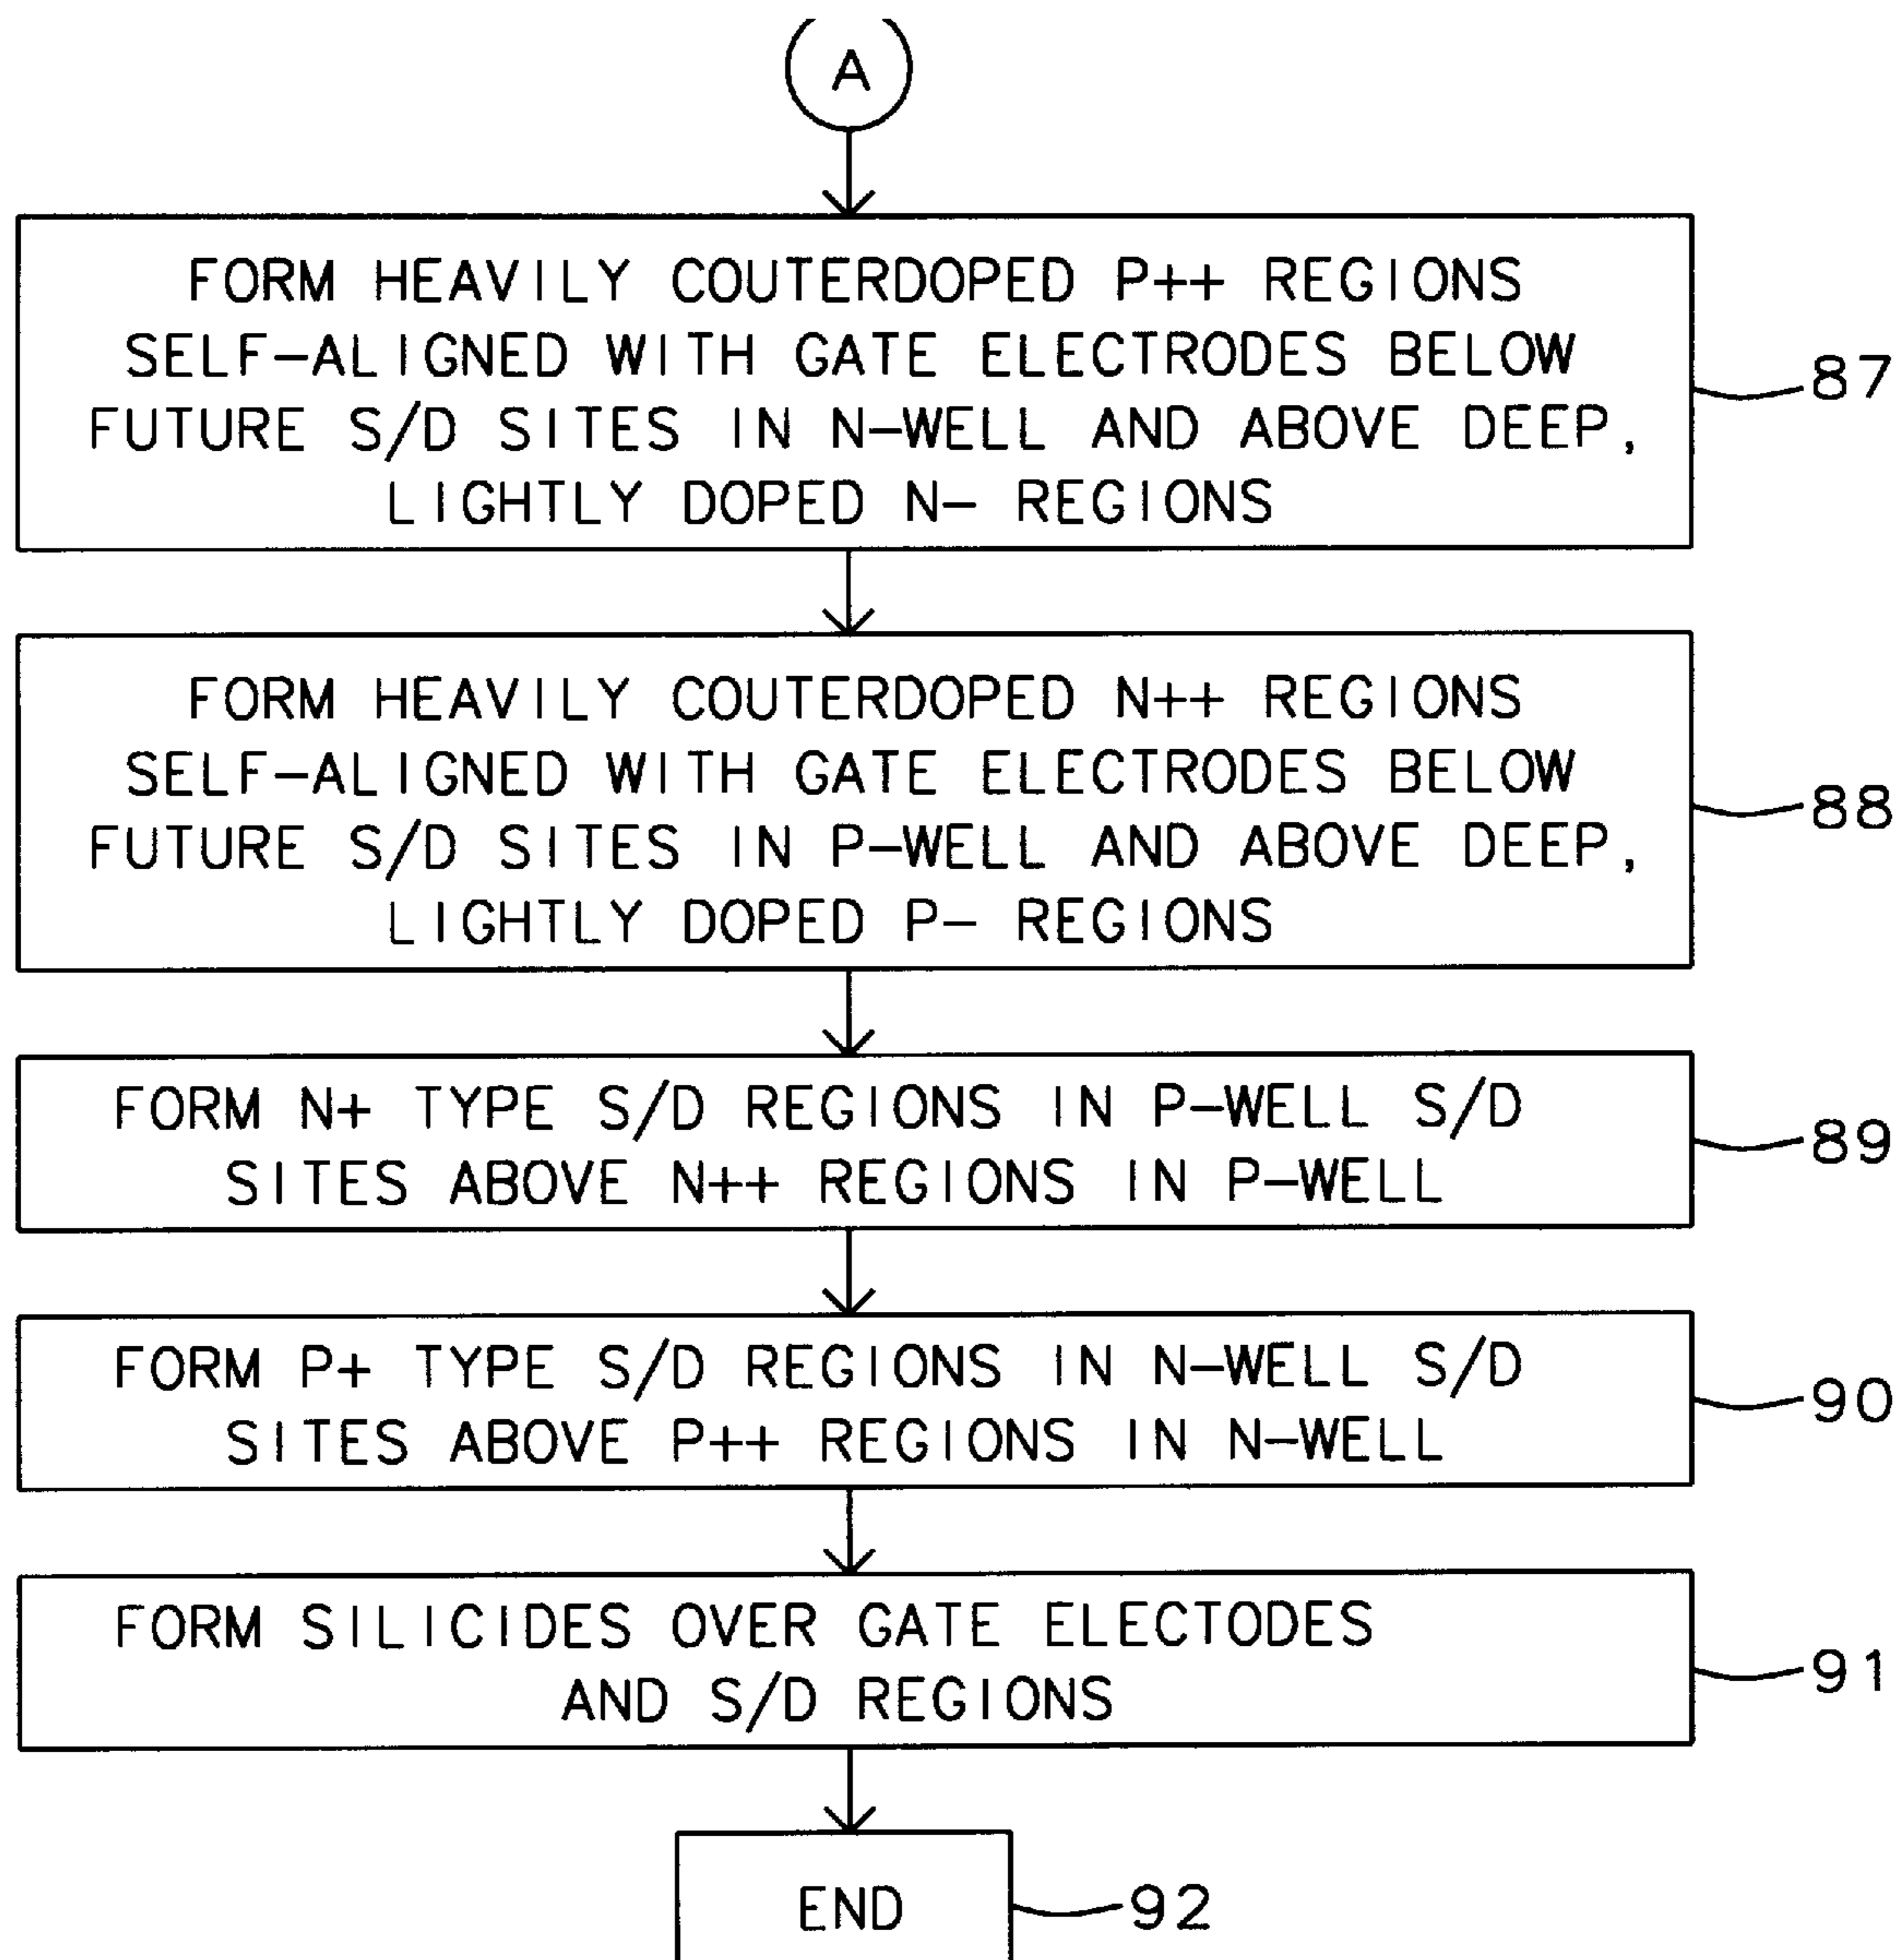 A
FORM HEAVILY COUTERDOPED P++ REGIONS
SELF-ALIGNED WITH GATE ELECTRODES BELOW
FUTURE S/D SITES IN N-WELL AND ABOVE DEEP,
LIGHTLY DOPED N- REGIONS
87
FORM HEAVILY COUTERDOPED N++ REGIONS
SELF-ALIGNED WITH GATE ELECTRODES BELOW
FUTURE S/D SITES IN P-WELL AND ABOVE DEEP,
LIGHTLY DOPED P- REGIONS
88
FORM N+ TYPE S/D REGIONS IN P-WELL S/D
SITES ABOVE N++ REGIONS IN P-WELL
89
FORM P+ TYPE S/D REGIONS IN N-WELL S/D
SITES ABOVE P++ REGIONS IN N-WELL
90
FORM SILICIDES OVER GATE ELECTODES
AND S/D REGIONS
91
END
92